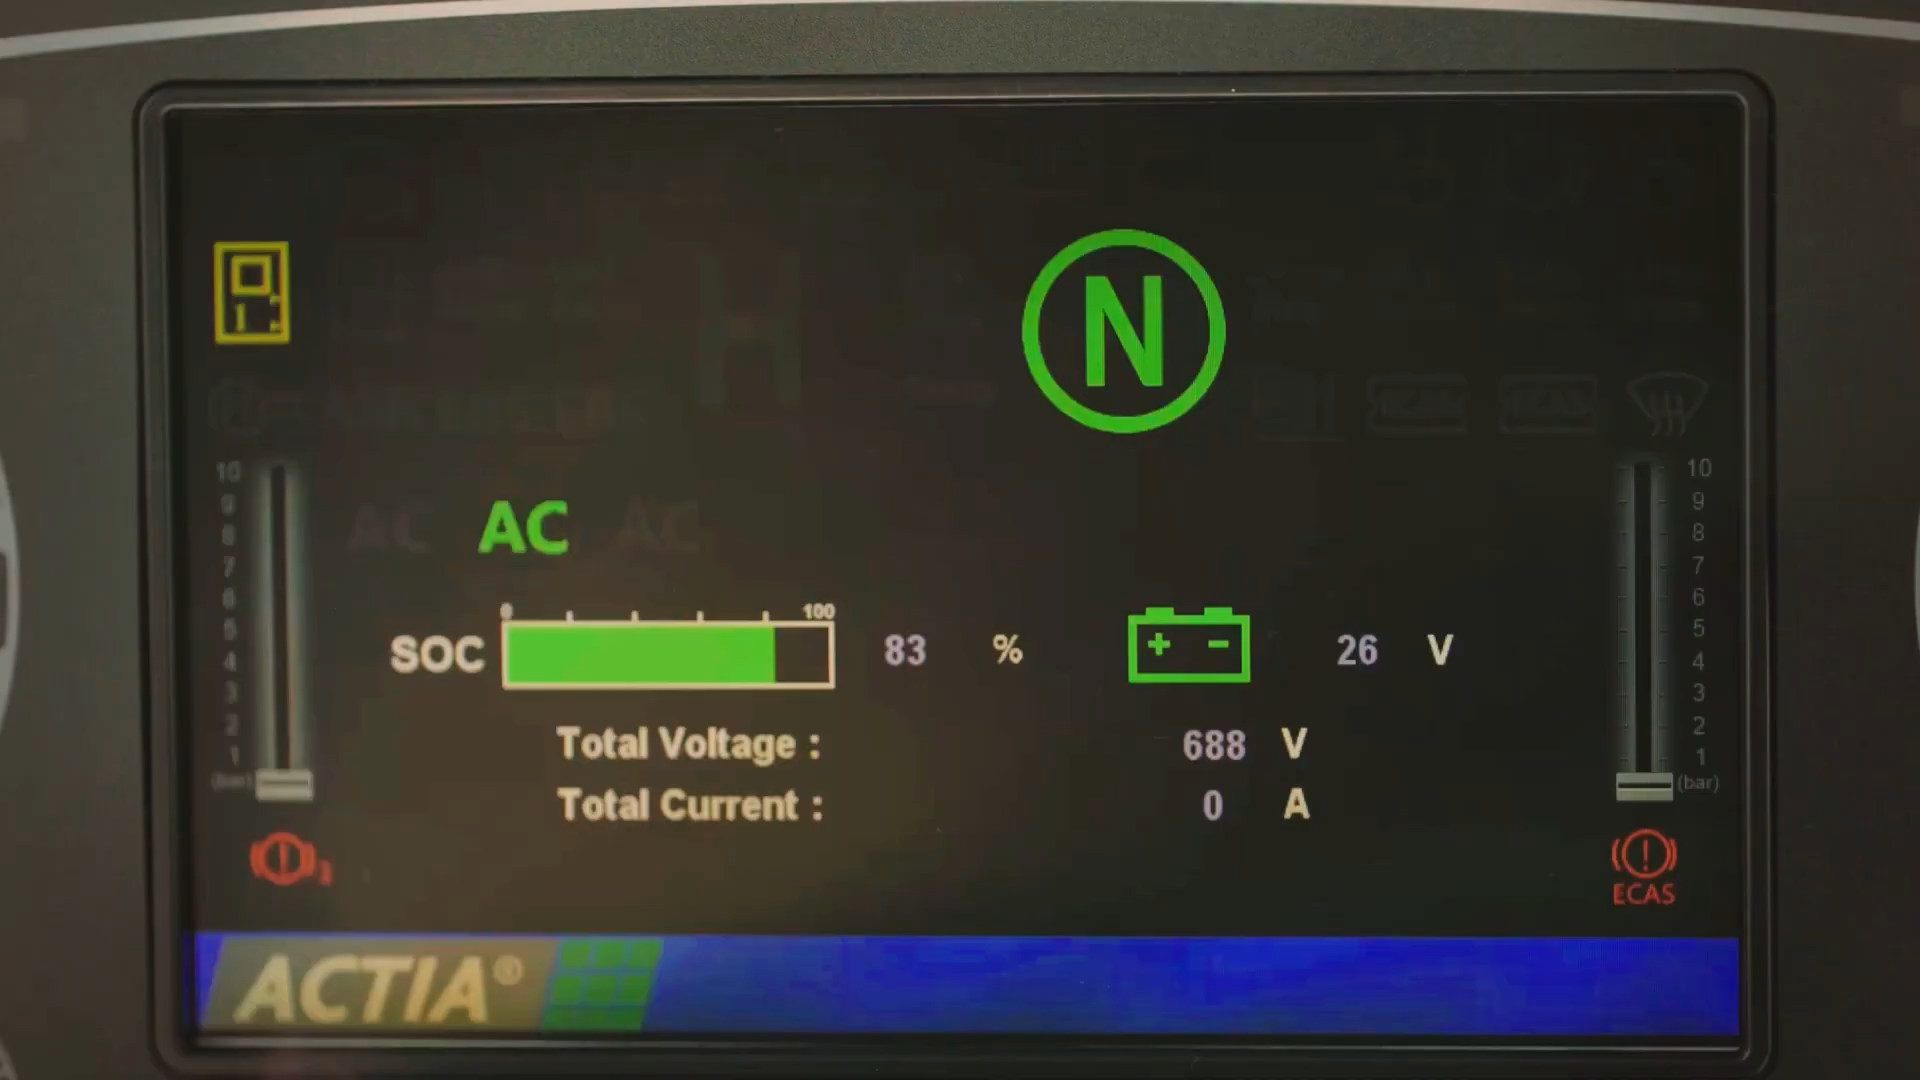 N
10
9
8
7
6
5
4
3
2
1
(bar)
AC AC AC
0 100
SOC 83 % + - 26 V
Total Voltage : 688 V
Total Current : 0 A
10
9
8
7
6
5
4
3
2
1
(bar)
ECAS
ACTIA®